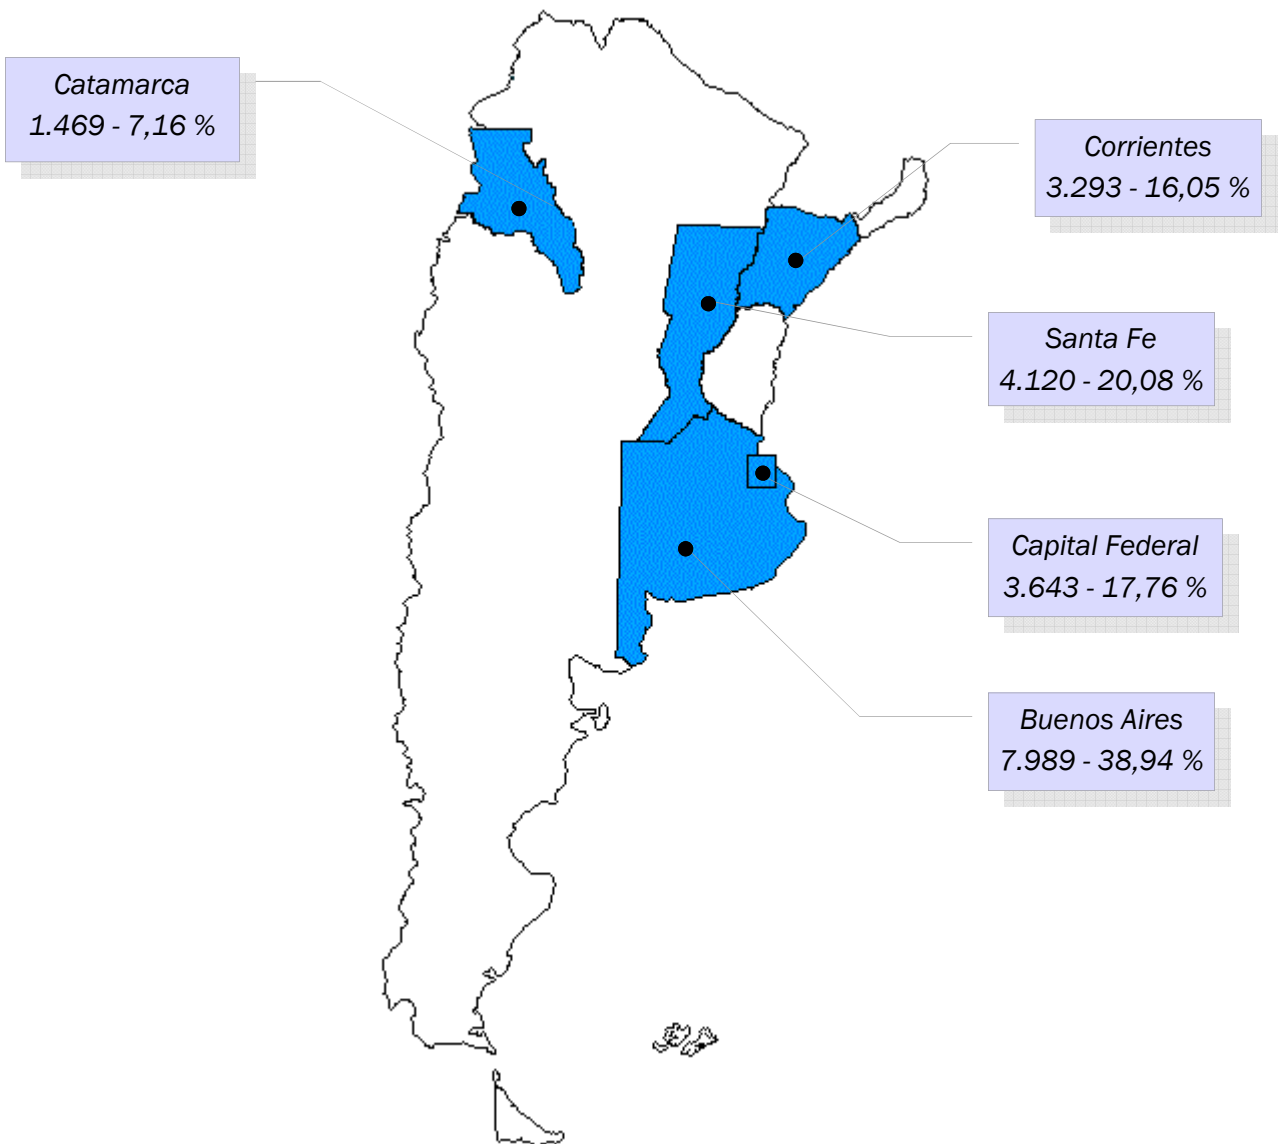 Catamarca
1.469 - 7,16 %
Corrientes
3.293 - 16,05 %
Santa Fe
4.120 - 20,08 %
Capital Federal
3.643 - 17,76 %
Buenos Aires
7.989 - 38,94 %